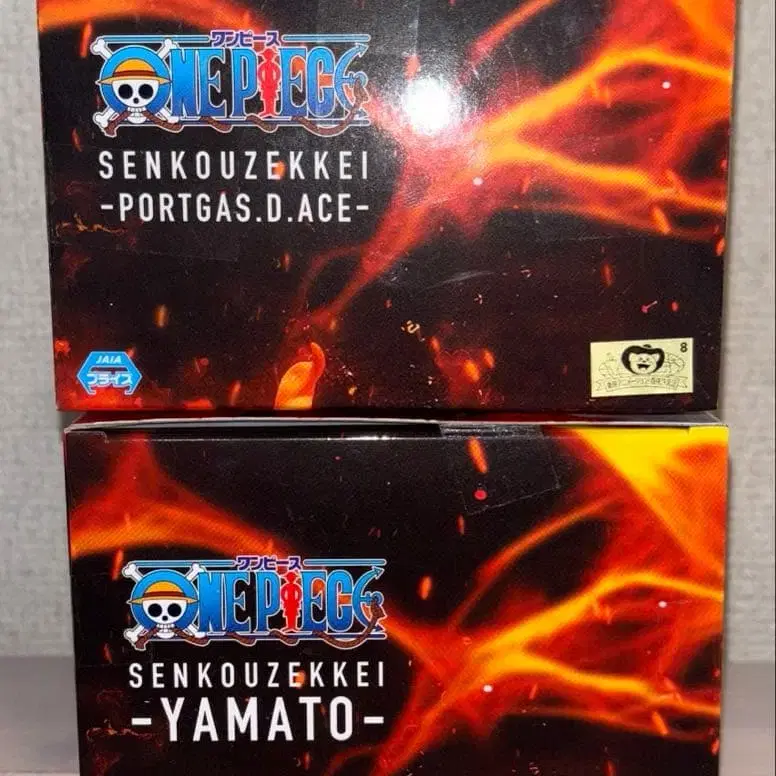 ワンピース
ONE PIECE
SENKOUZEKKEI
-PORTGAS.D.ACE-
JAIA
プライズ
8
ワンピース
ONE PIECE
SENKOUZEKKEI
-YAMATO-